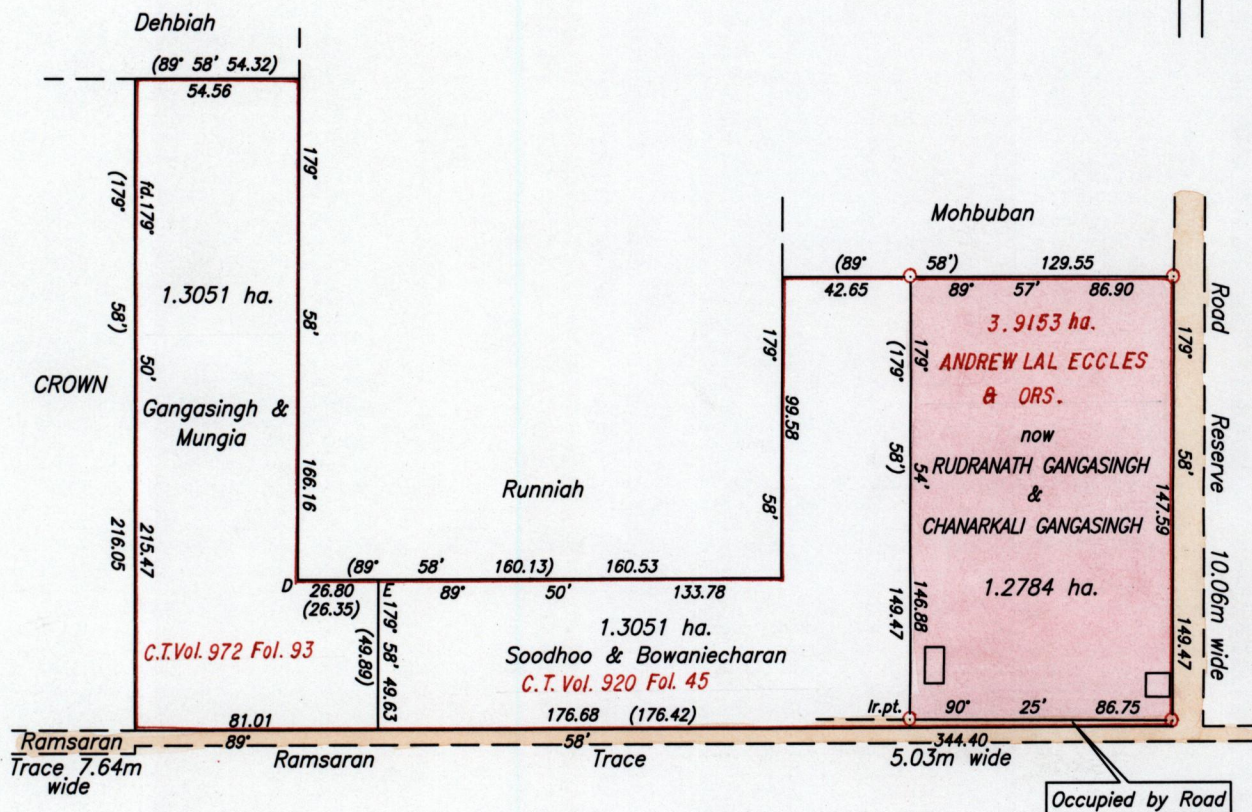 Dehbiah
(89° 58' 54.32)
54.56
(179° 58') 216.05
fd.179° 50' 215.47
179° 58' 166.16
1.3051 ha.
CROWN
Gangasingh &
Mungia
C.T.Vol. 972 Fol. 93
81.01
Runniah
D
26.80
(26.35)
E
(89° 58' 160.13) 160.53
89° 50' 133.78
179° 58' 49.63
(49.89)
1.3051 ha.
Soodhoo & Bowaniecharan
C.T. Vol. 920 Fol. 45
176.68 (176.42)
179° 99.58 58'
Mohbuban
(89° 58') 129.55
42.65
89° 57' 86.90
3.9153 ha.
ANDREW LAL ECCLES
& ORS.
now
RUDRANATH GANGASINGH
&
CHANARKALI GANGASINGH
1.2784 ha.
(179° 58') 149.47
179° 54' 146.88
147.59
179° 58' 149.47
Road Reserve 10.06m wide
Ir.pt.
90° 25' 86.75
Ramsaran
Trace 7.64m
wide
89° 58' 344.40
Ramsaran Trace 5.03m wide
Occupied by Road